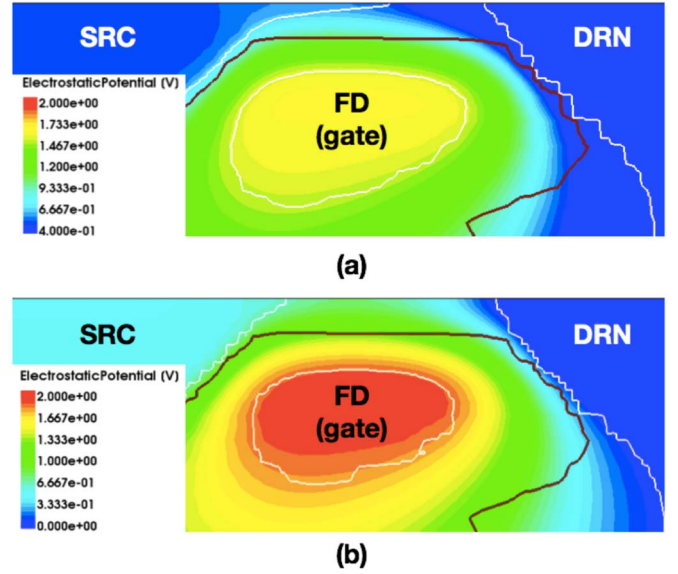 SRC
DRN
ElectrostaticPotential (V)
FD
(gate)
2.000e+00
1.733e+00
1.467e+00
1.200e+00
9.333e-01
6.667e-01
4.000e-01
(a)
SRC
DRN
ElectrostaticPotential (V)
FD
(gate)
2.000e+00
1.667e+00
1.333e+00
1.000e+00
6.667e-01
3.333e-01
0.000e+00
(b)